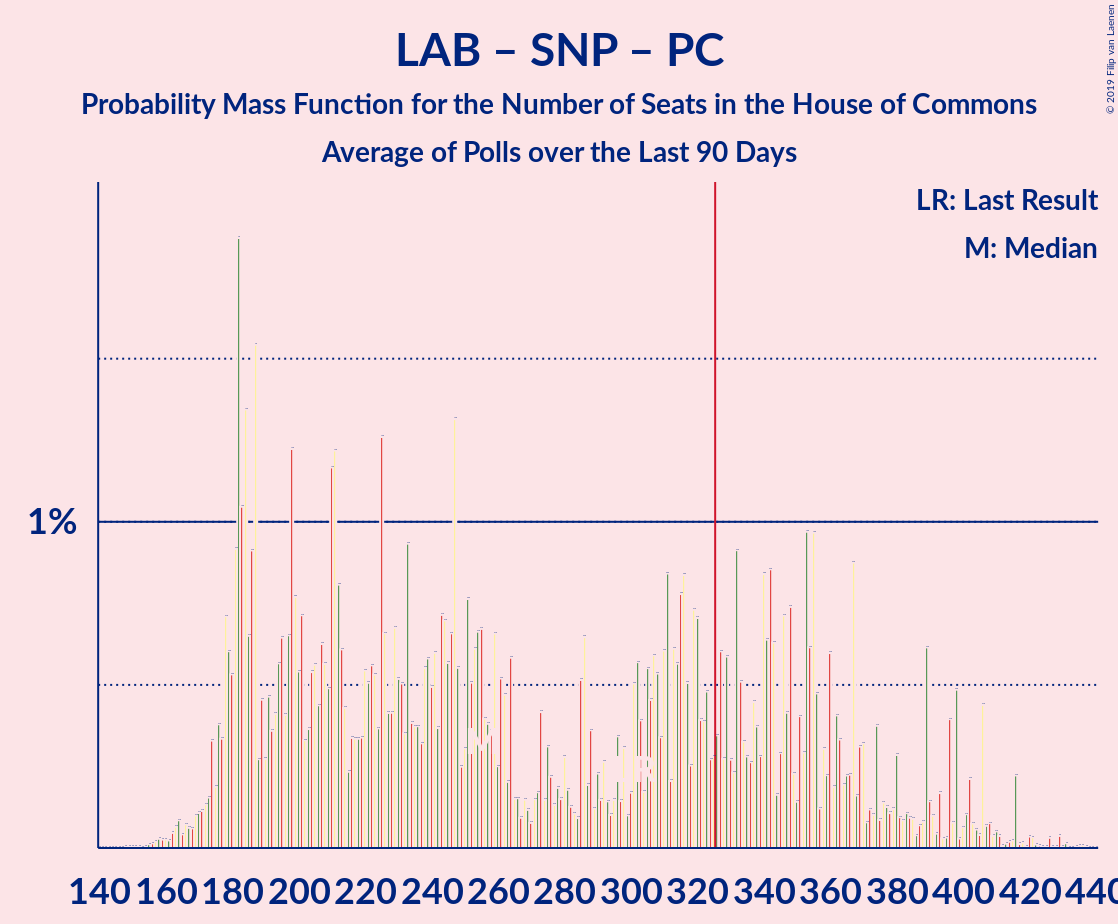 LAB – SNP – PC
Probability Mass Function for the Number of Seats in the House of Commons
Average of Polls over the Last 90 Days
© 2019 Filip van Laenen
LR: Last Result
M: Median
1%
140 160 180 200 220 240 260 280 300 320 340 360 380 400 420 440